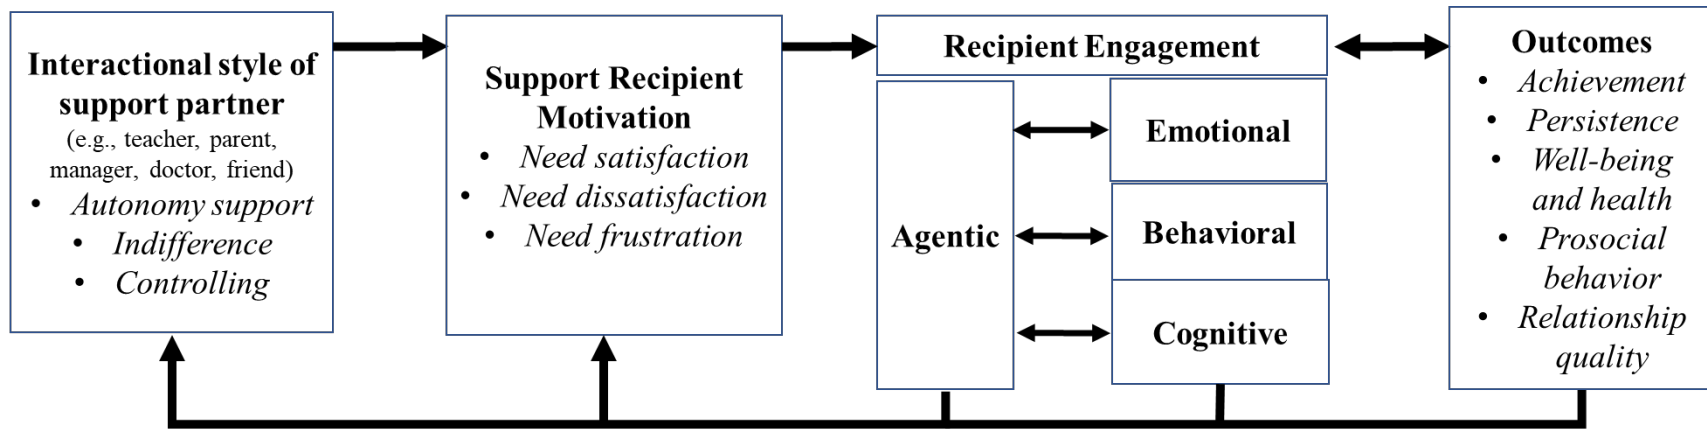 Interactional style of
support partner
(e.g., teacher, parent,
manager, doctor, friend)
• Autonomy support
• Indifference
• Controlling
Support Recipient
Motivation
• Need satisfaction
• Need dissatisfaction
• Need frustration
Recipient Engagement
Agentic
Emotional
Behavioral
Cognitive
Outcomes
• Achievement
• Persistence
• Well-being
and health
• Prosocial
behavior
• Relationship
quality